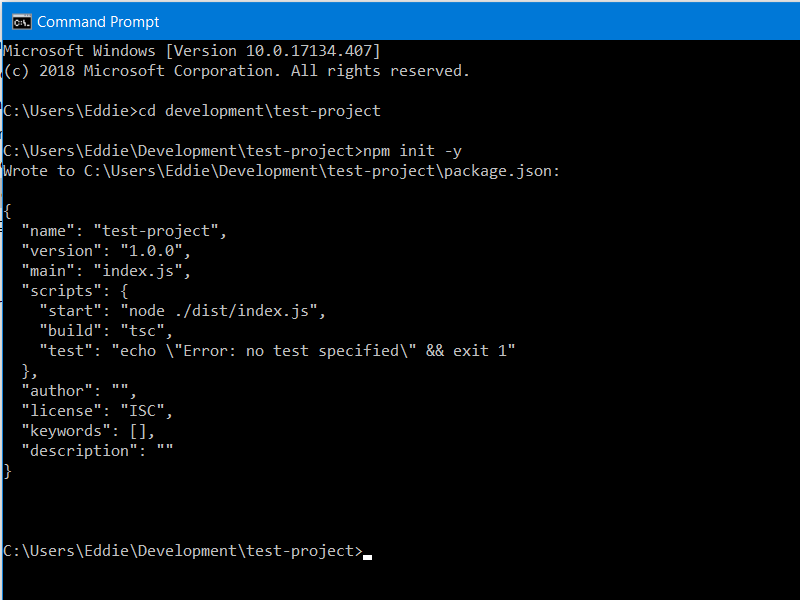 Command Prompt
Microsoft Windows [Version 10.0.17134.407]
(c) 2018 Microsoft Corporation. All rights reserved.
C:\Users\Eddie>cd development\test-project
C:\Users\Eddie\Development\test-project>npm init -y
Wrote to C:\Users\Eddie\Development\test-project\package.json:
{
  "name": "test-project",
  "version": "1.0.0",
  "main": "index.js",
  "scripts": {
    "start": "node ./dist/index.js",
    "build": "tsc",
    "test": "echo \"Error: no test specified\" && exit 1"
  },
  "author": "",
  "license": "ISC",
  "keywords": [],
  "description": ""
}
C:\Users\Eddie\Development\test-project>